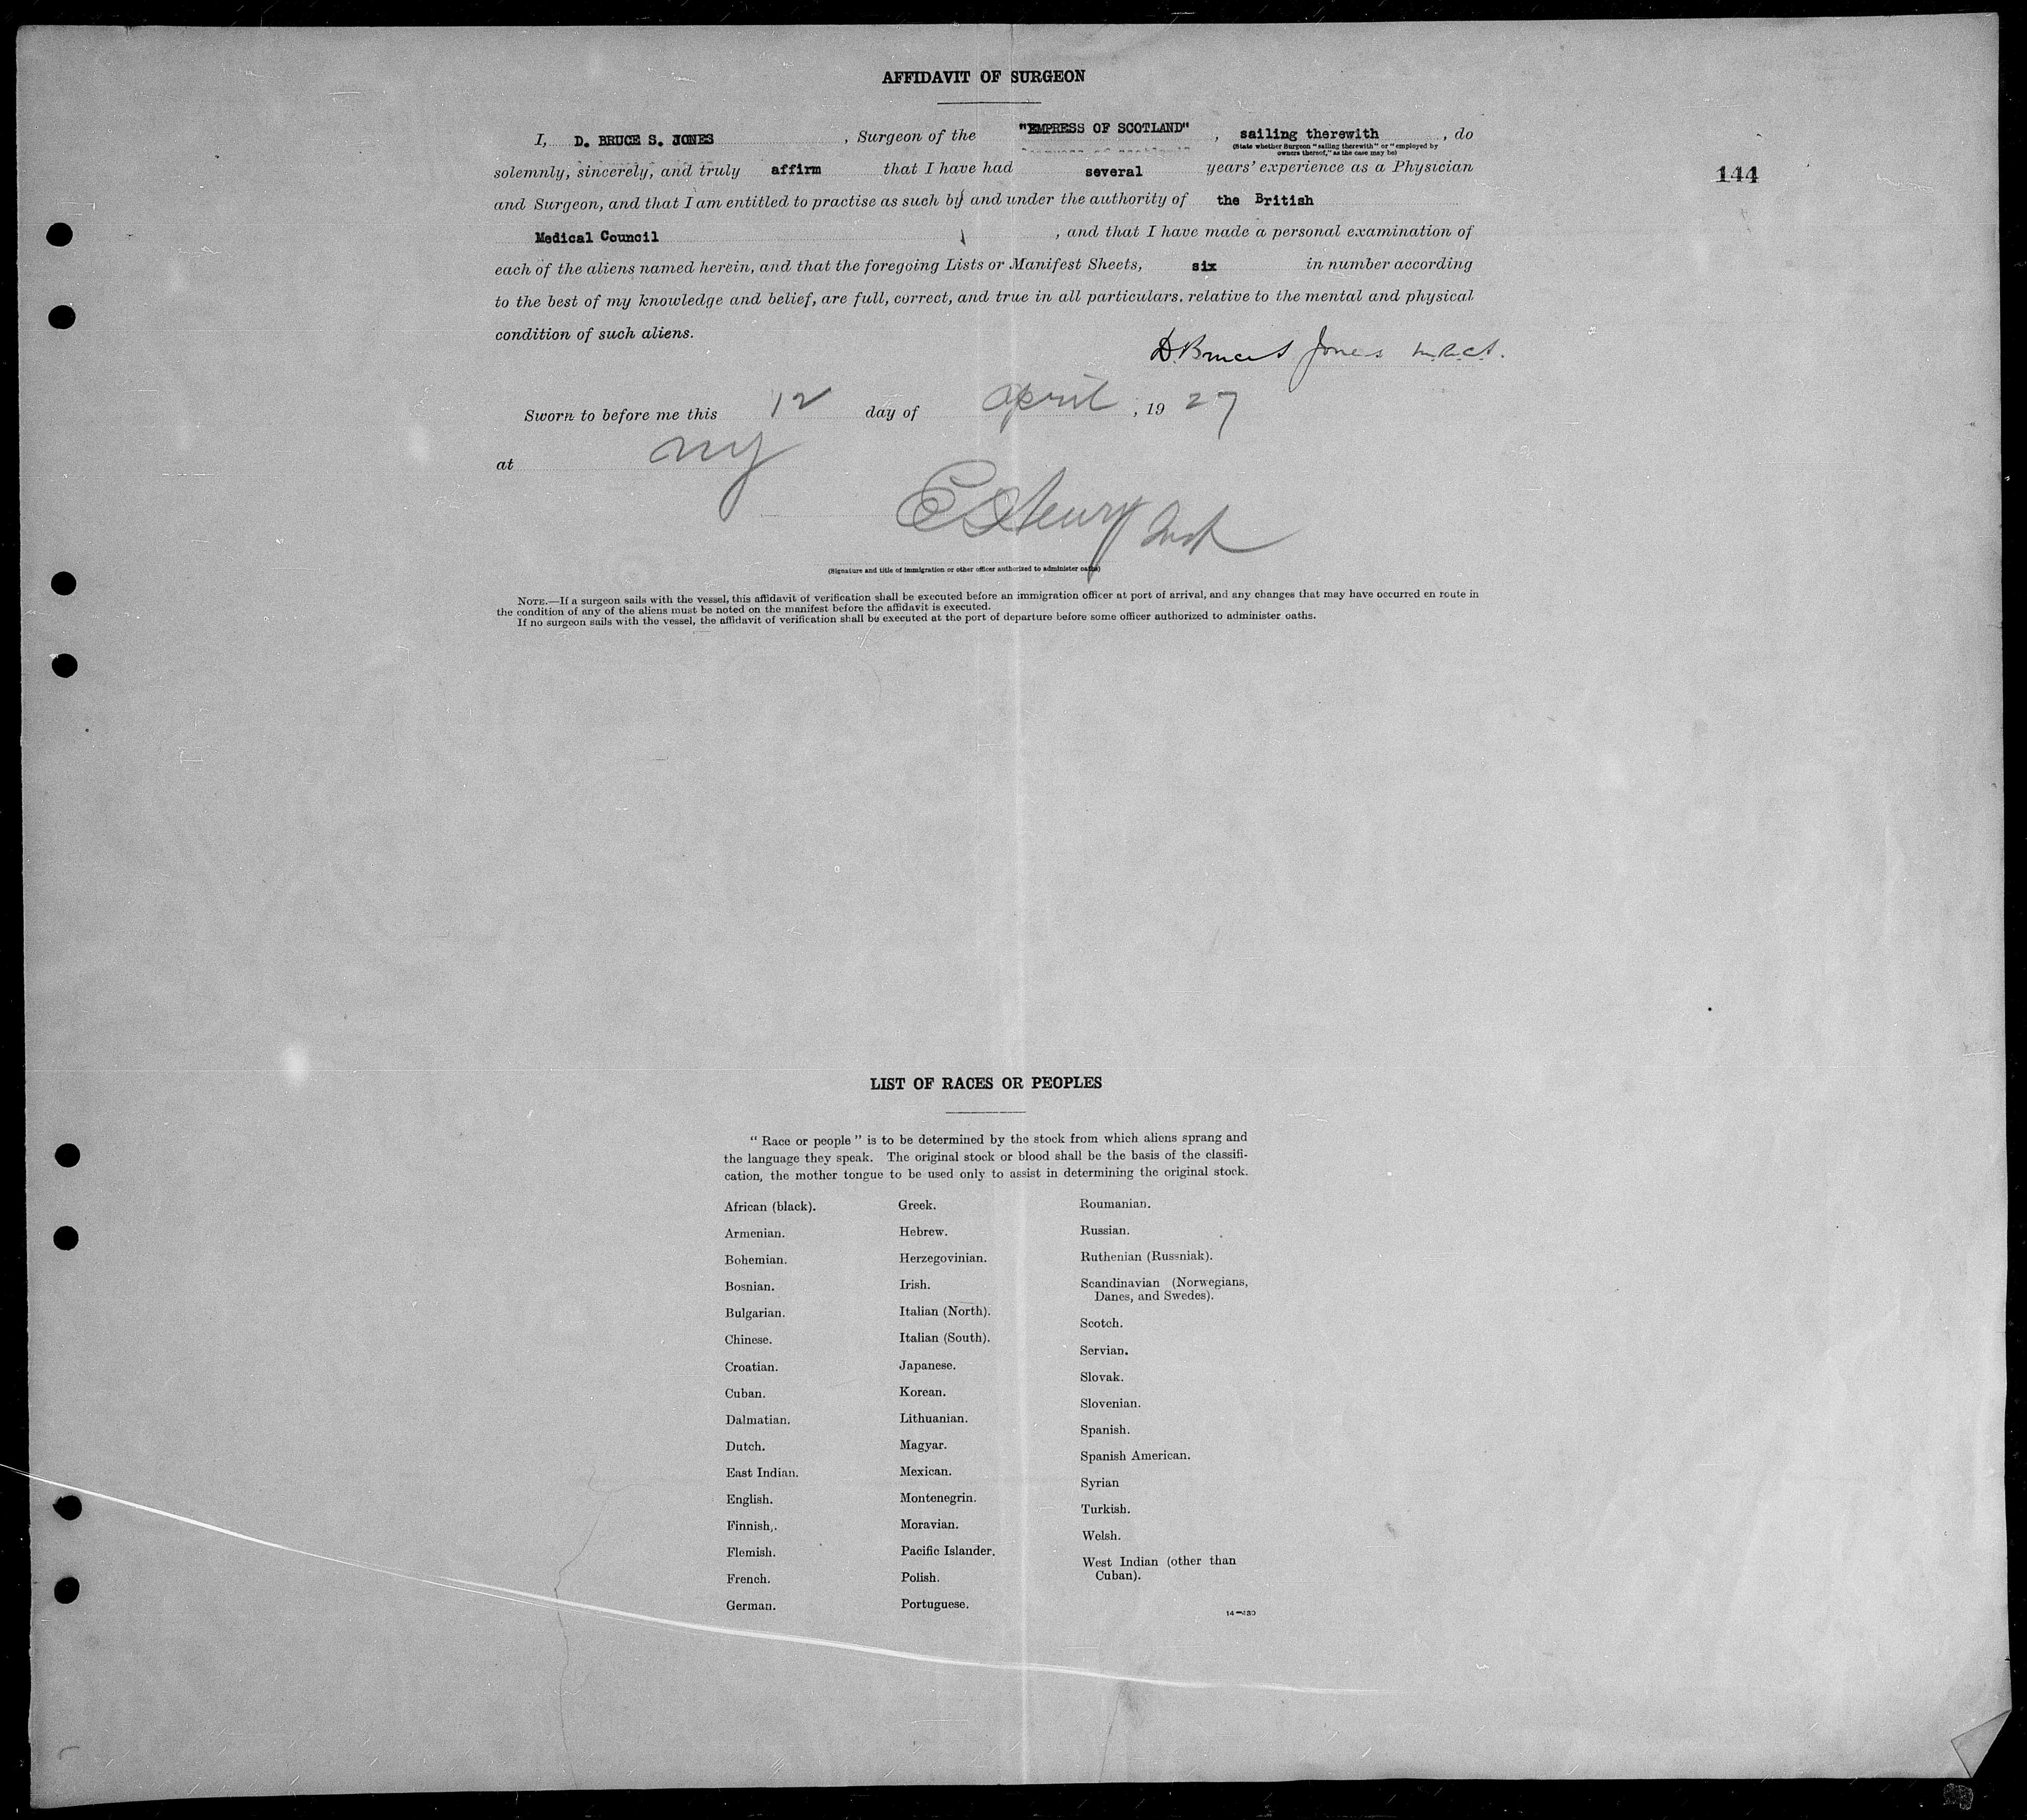 AFFIDAVIT OF SURGEON
I, D. BRUCE S. JONES , Surgeon of the "EMPRESS OF SCOTLAND" , sailing therewith , do
(State whether Surgeon "sailing therewith" or "employed by
owners thereof," as the case may be)
solemnly, sincerely, and truly affirm that I have had several years' experience as a Physician
144
and Surgeon, and that I am entitled to practise as such by and under the authority of the British
Medical Council , and that I have made a personal examination of
each of the aliens named herein, and that the foregoing Lists or Manifest Sheets, six in number according
to the best of my knowledge and belief, are full, correct, and true in all particulars, relative to the mental and physical
condition of such aliens.
D. Bruce S Jones
Sworn to before me this 12 day of April , 19 27
at NY
Henry
(Signature and title of immigration or other officer authorized to administer oaths)
NOTE.—If a surgeon sails with the vessel, this affidavit of verification shall be executed before an immigration officer at port of arrival, and any changes that may have occurred en route in
the condition of any of the aliens must be noted on the manifest before the affidavit is executed.
If no surgeon sails with the vessel, the affidavit of verification shall be executed at the port of departure before some officer authorized to administer oaths.
LIST OF RACES OR PEOPLES
"Race or people" is to be determined by the stock from which aliens sprang and
the language they speak. The original stock or blood shall be the basis of the classifi-
cation, the mother tongue to be used only to assist in determining the original stock.
African (black).
Armenian.
Bohemian.
Bosnian.
Bulgarian.
Chinese.
Croatian.
Cuban.
Dalmatian.
Dutch.
East Indian.
English.
Finnish.
Flemish.
French.
German.
Greek.
Hebrew.
Herzegovinian.
Irish.
Italian (North).
Italian (South).
Japanese.
Korean.
Lithuanian.
Magyar.
Mexican.
Montenegrin.
Moravian.
Pacific Islander.
Polish.
Portuguese.
Roumanian.
Russian.
Ruthenian (Russniak).
Scandinavian (Norwegians,
Danes, and Swedes).
Scotch.
Servian.
Slovak.
Slovenian.
Spanish.
Spanish American.
Syrian
Turkish.
Welsh.
West Indian (other than
Cuban).